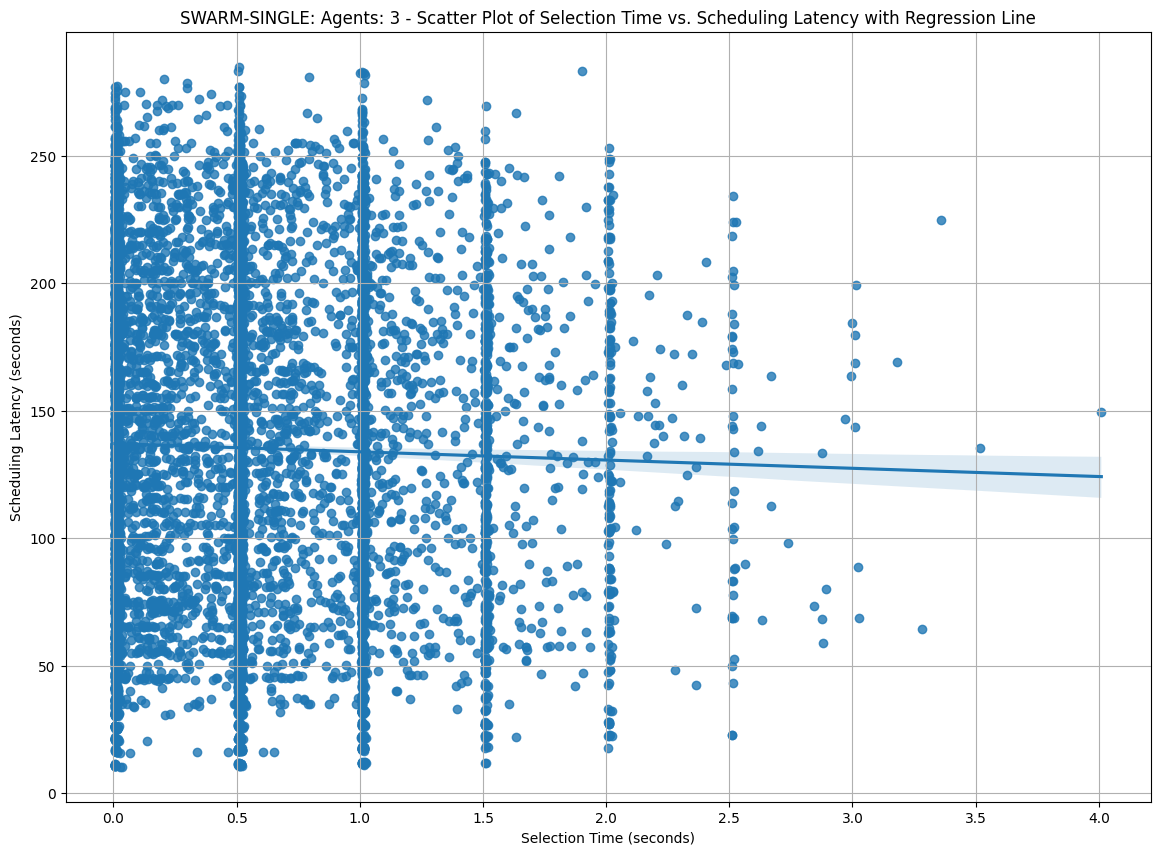 SWARM-SINGLE: Agents: 3 - Scatter Plot of Selection Time vs. Scheduling Latency with Regression Line
250
200
150
100
50
0
Scheduling Latency (seconds)
0.0 0.5 1.0 1.5 2.0 2.5 3.0 3.5 4.0
Selection Time (seconds)